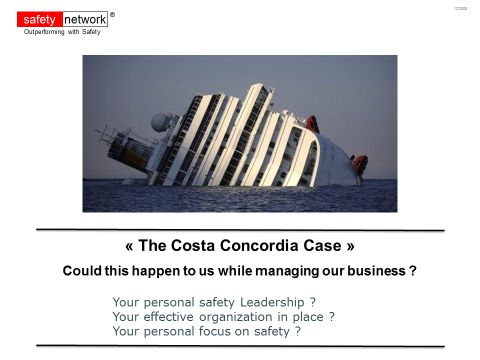 safety network ®
Outperforming with Safety
« The Costa Concordia Case »
Could this happen to us while managing our business ?
Your personal safety Leadership ?
Your effective organization in place ?
Your personal focus on safety ?